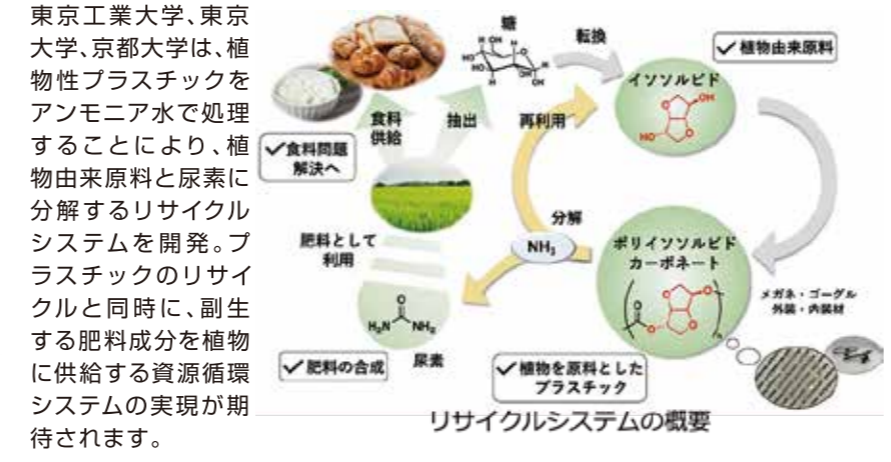 東京工業大学、東京
大学、京都大学は、植
物性プラスチックを
アンモニア水で処理
することにより、植
物由来原料と尿素に
分解するリサイクル
システムを開発。プ
ラスチックのリサイ
クルと同時に、副生
する肥料成分を植物
に供給する資源循環
システムの実現が期
待されます。
糖
転換
✓植物由来原料
イソソルビド
OH
HO
食料
供給
抽出
再利用
✓食料問題
解決へ
分解
NH₃
肥料として
利用
ポリイソソルビド
カーボネート
メガネ・ゴーグル
外装・内装材
O
H₂N NH₂
尿素
✓肥料の合成
✓植物を原料とした
プラスチック
リサイクルシステムの概要